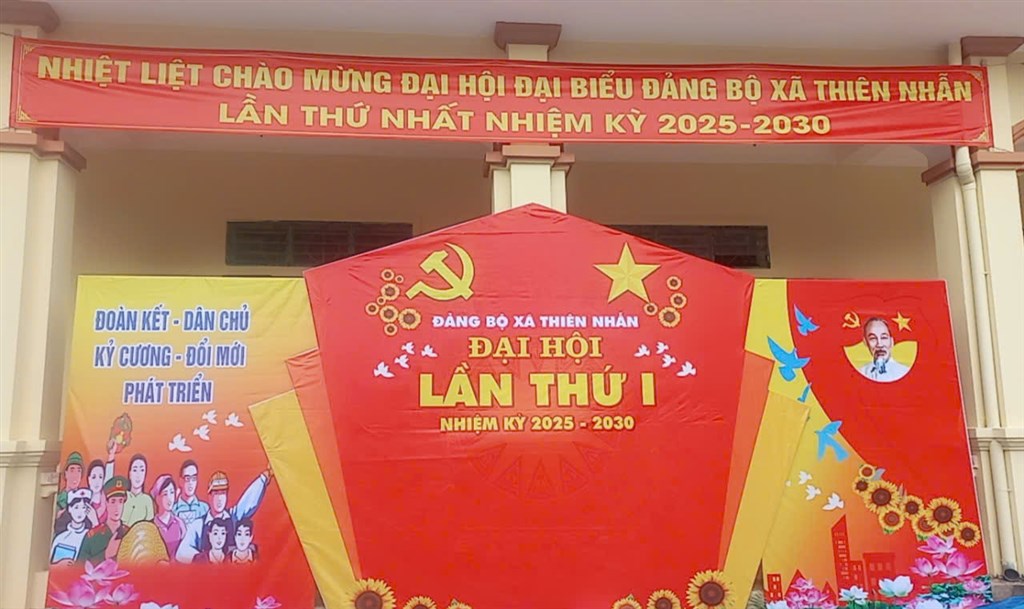 NHIỆT LIỆT CHÀO MỪNG ĐẠI HỘI ĐẠI BIỂU ĐẢNG BỘ XÃ THIÊN NHẪN
LẦN THỨ NHẤT NHIỆM KỲ 2025-2030
ĐOÀN KẾT - DÂN CHỦ
KỶ CƯƠNG - ĐỔI MỚI
PHÁT TRIỂN
ĐẢNG BỘ XÃ THIÊN NHẪN
ĐẠI HỘI
LẦN THỨ I
NHIỆM KỲ 2025 - 2030